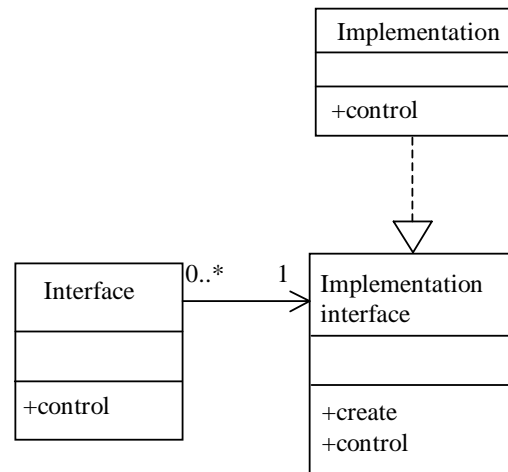 Implementation
+control
0..*
1
Interface
+control
Implementation
interface
+create
+control